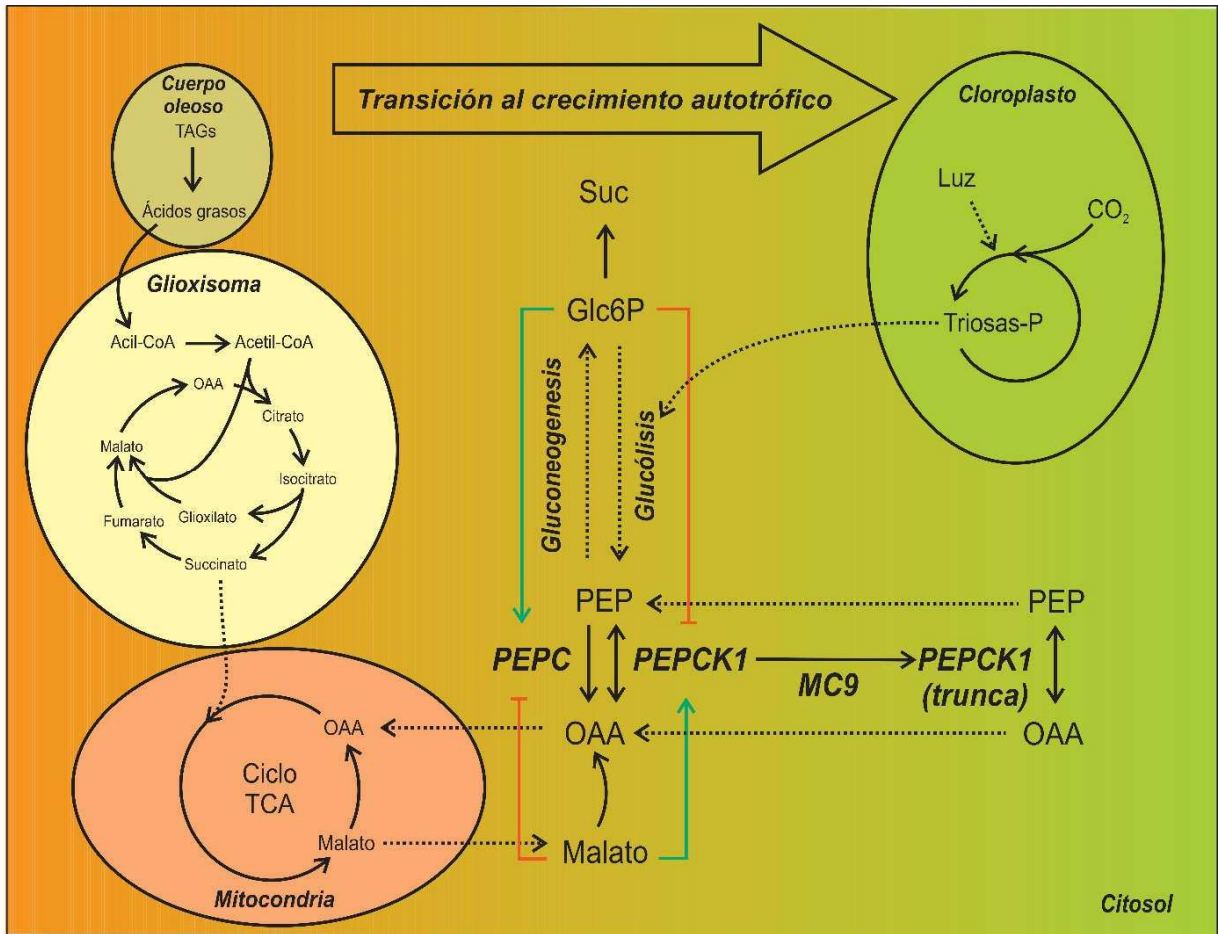 Cuerpo
oleoso
TAGs
Ácidos grasos
Transición al crecimiento autotrófico
Cloroplasto
Luz
CO₂
Triosas-P
Glioxisoma
Acil-CoA
Acetil-CoA
OAA
Citrato
Malato
Isocitrato
Glioxilato
Fumarato
Succinato
Suc
Glc6P
Gluconeogenesis
Glucólisis
PEP
PEP
PEPC
PEPCK1
MC9
PEPCK1
(trunca)
OAA
OAA
Malato
OAA
Ciclo
TCA
Malato
Mitocondria
Citosol